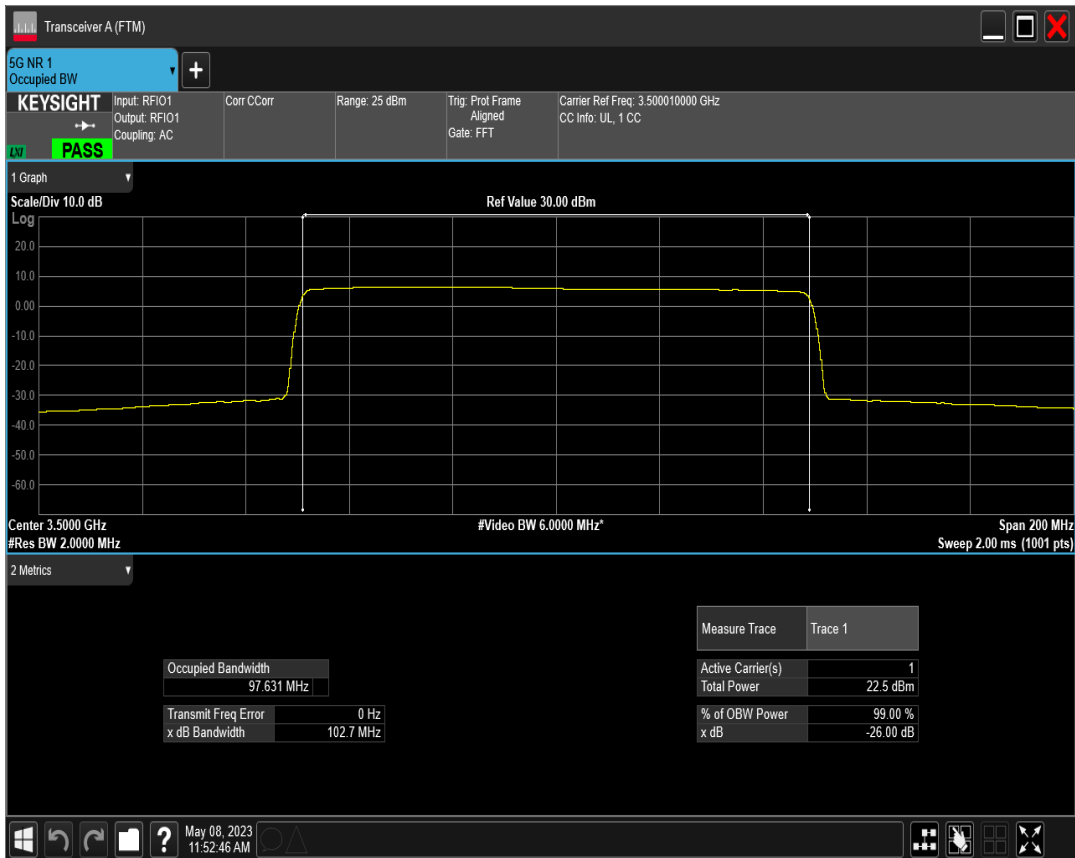 Transceiver A (FTM)
5G NR 1
Occupied BW
+
KEYSIGHT
LXI
PASS
Input: RFIO1
Output: RFIO1
Coupling: AC
Corr CCorr
Range: 25 dBm
Trig: Prot Frame
Aligned
Gate: FFT
Carrier Ref Freq: 3.500010000 GHz
CC Info: UL, 1 CC
1 Graph
Scale/Div 10.0 dB
Ref Value 30.00 dBm
Log
20.0
10.0
0.00
-10.0
-20.0
-30.0
-40.0
-50.0
-60.0
Center 3.5000 GHz
#Video BW 6.0000 MHz*
Span 200 MHz
#Res BW 2.0000 MHz
Sweep 2.00 ms (1001 pts)
2 Metrics
Measure Trace Trace 1
Occupied Bandwidth
97.631 MHz
Active Carrier(s) 1
Total Power 22.5 dBm
Transmit Freq Error 0 Hz
x dB Bandwidth 102.7 MHz
% of OBW Power 99.00 %
x dB -26.00 dB
?
May 08, 2023
11:52:46 AM